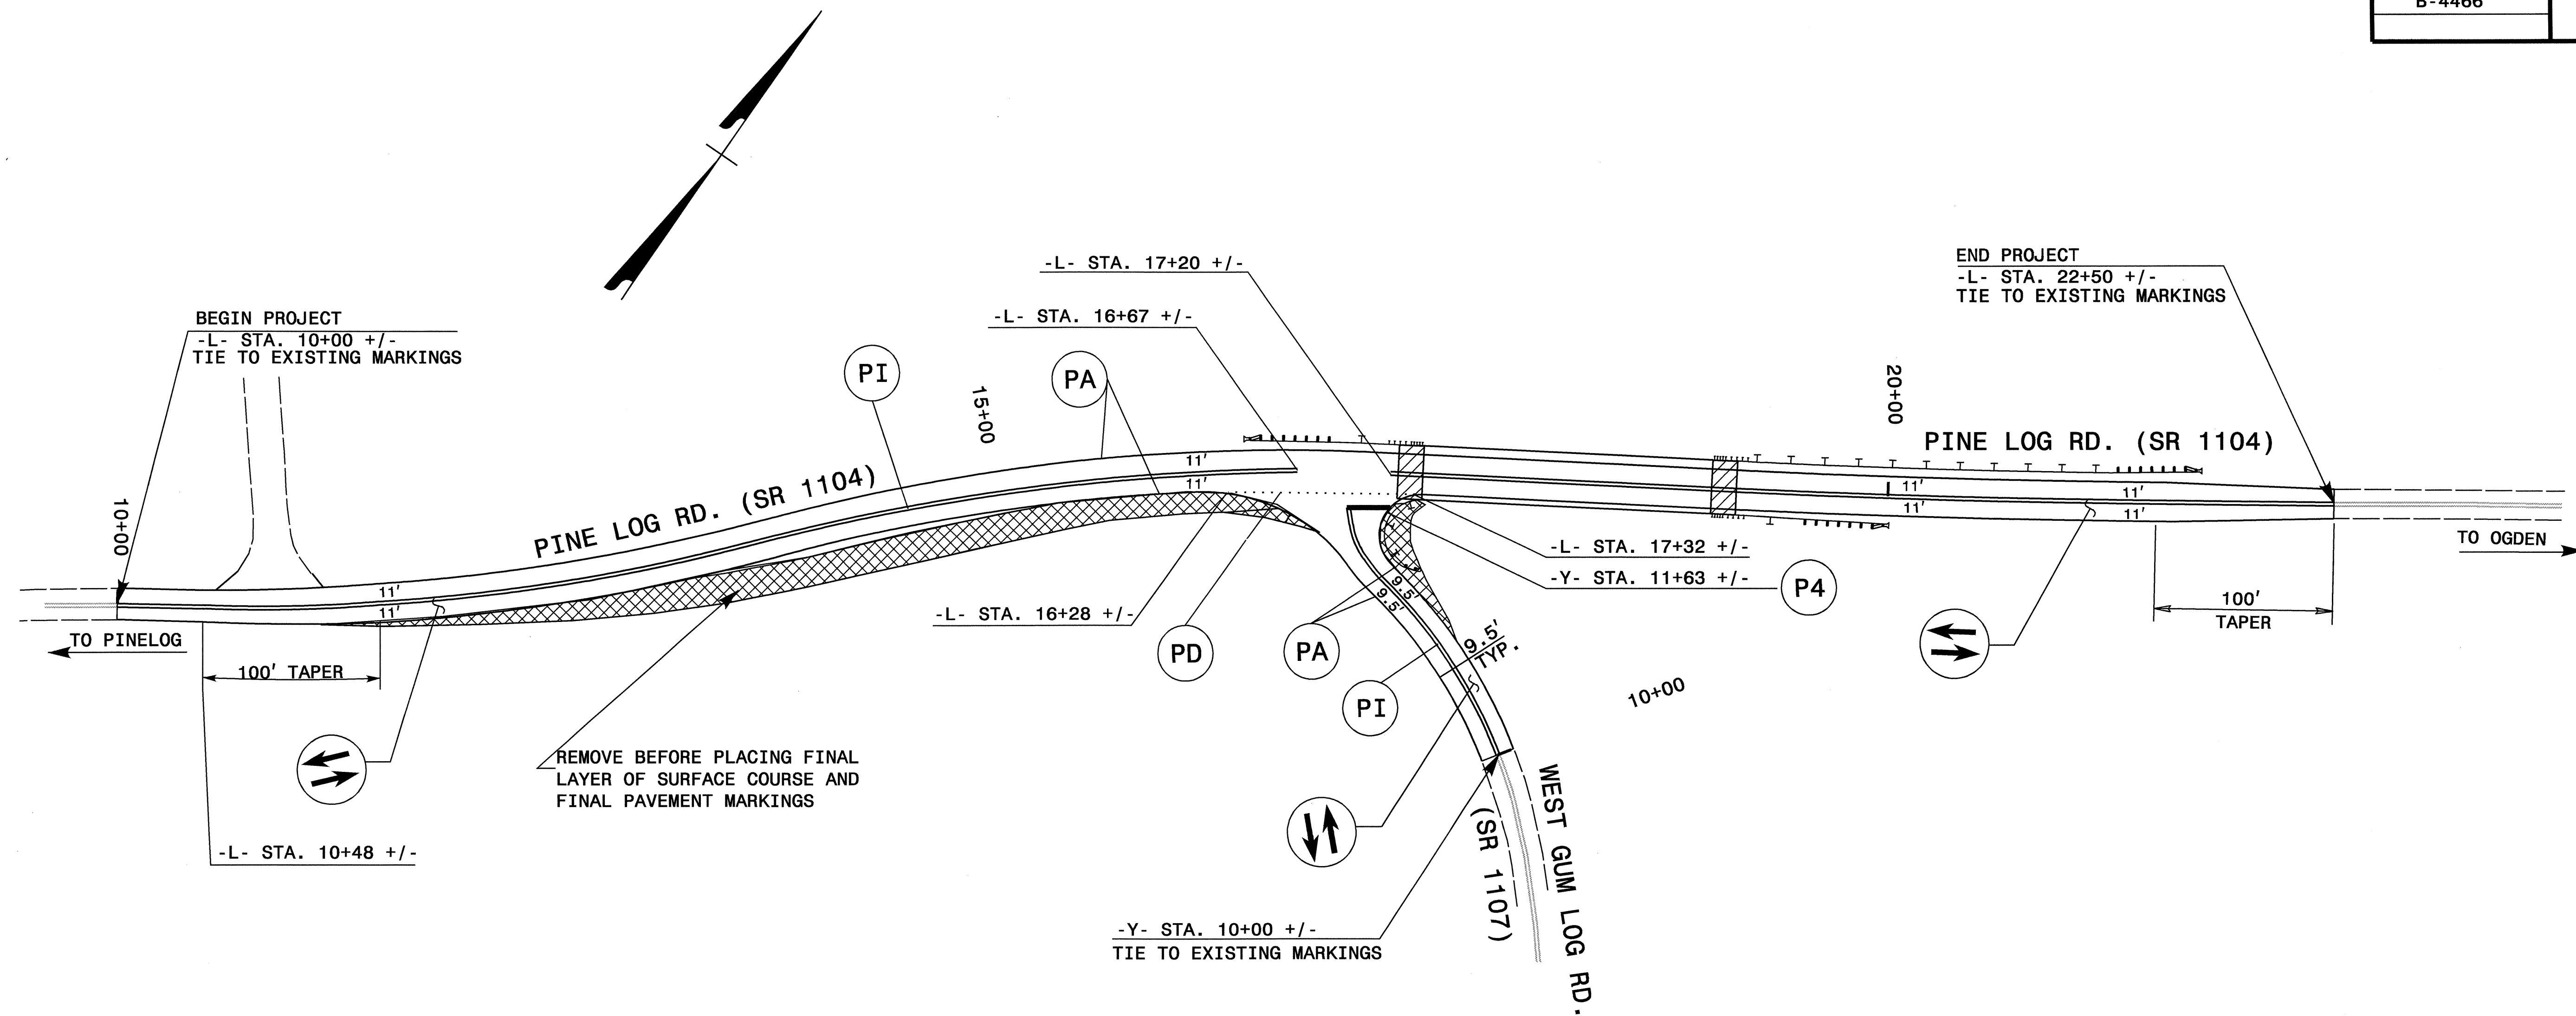 B-4466
-L- STA. 17+20 +/-
-L- STA. 16+67 +/-
END PROJECT
-L- STA. 22+50 +/-
TIE TO EXISTING MARKINGS
BEGIN PROJECT
-L- STA. 10+00 +/-
TIE TO EXISTING MARKINGS
PI
PA
15+00
20+00
PINE LOG RD. (SR 1104)
PINE LOG RD. (SR 1104)
10+00
11'
11'
11'
11'
11'
11'
11'
11'
TO OGDEN
TO PINELOG
100' TAPER
100'
TAPER
-L- STA. 17+32 +/-
-Y- STA. 11+63 +/-
P4
-L- STA. 16+28 +/-
PD
PA
PI
9.5'
9.5'
9.5'
TYP.
10+00
REMOVE BEFORE PLACING FINAL
LAYER OF SURFACE COURSE AND
FINAL PAVEMENT MARKINGS
-L- STA. 10+48 +/-
WEST GUM LOG RD.
(SR 1107)
-Y- STA. 10+00 +/-
TIE TO EXISTING MARKINGS